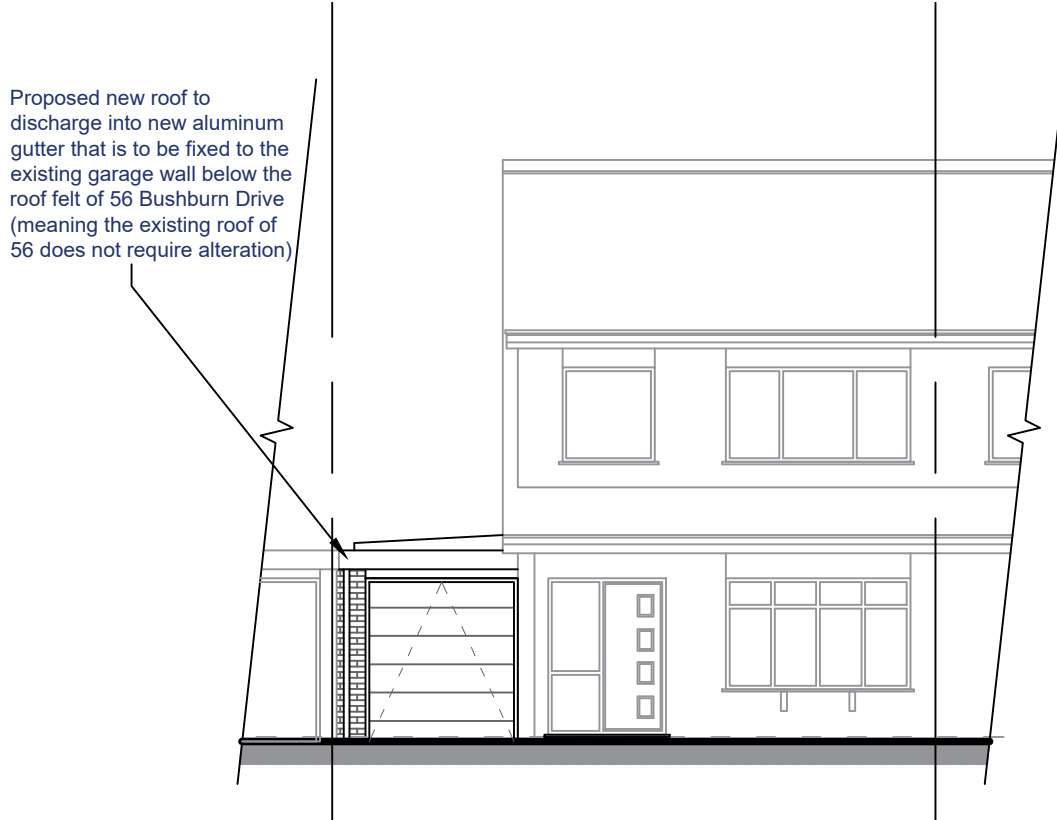 Proposed new roof to
discharge into new aluminum
gutter that is to be fixed to the
existing garage wall below the
roof felt of 56 Bushburn Drive
(meaning the existing roof of
56 does not require alteration)